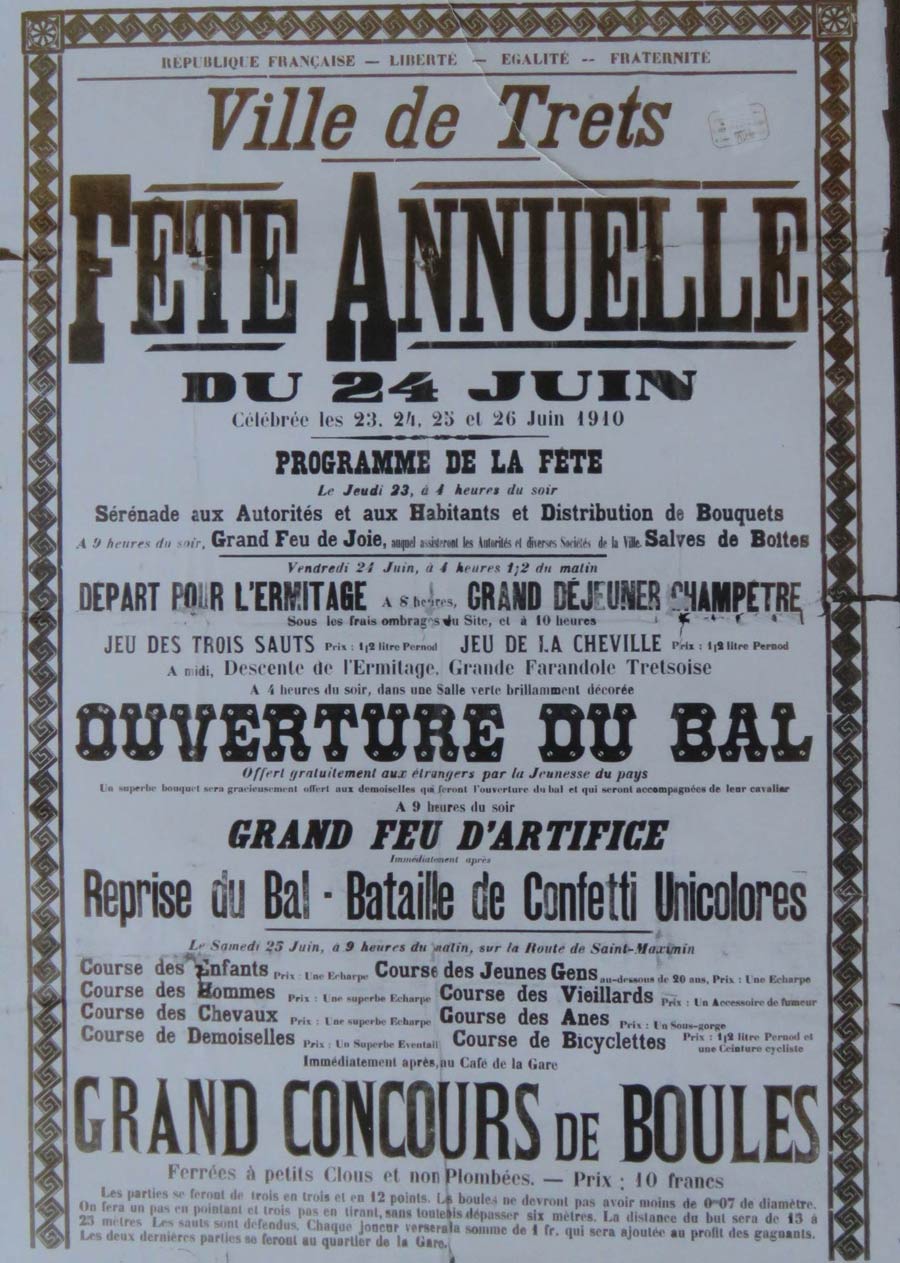 RÉPUBLIQUE FRANÇAISE — LIBERTÉ — EGALITÉ -- FRATERNITÉ
Ville de Trets
FÊTE ANNUELLE
DU 24 JUIN
Célébrée les 23, 24, 25 et 26 Juin 1910
PROGRAMME DE LA FÊTE
Le Jeudi 23, à 4 heures du soir
Sérénade aux Autorités et aux Habitants et Distribution de Bouquets
A 9 heures du soir, Grand Feu de Joie, auquel assisteront les Autorités et diverses Sociétés de la Ville. Salves de Boîtes
Vendredi 24 Juin, à 4 heures 1;2 du matin
DÉPART POUR L'ERMITAGE A 8 heures, GRAND DÉJEUNER CHAMPÊTRE
Sous les frais ombrages du Site, et à 10 heures
JEU DES TROIS SAUTS Prix : 1;2 litre Pernod JEU DE LA CHEVILLE Prix : 1;2 litre Pernod
A midi, Descente de l'Ermitage, Grande Farandole Tretsoise
A 4 heures du soir, dans une Salle verte brillamment décorée
OUVERTURE DU BAL
Offert gratuitement aux étrangers par la Jeunesse du pays
Un superbe bouquet sera gracieusement offert aux demoiselles qui feront l'ouverture du bal et qui seront accompagnées de leur cavalier
A 9 heures du soir
GRAND FEU D'ARTIFICE
Immédiatement après
Reprise du Bal - Bataille de Confetti Unicolores
Le Samedi 25 Juin, à 9 heures du matin, sur la Route de Saint-Maximin
Course des Enfants Prix : Une Echarpe Course des Jeunes Gens au-dessous de 20 ans, Prix : Une Echarpe
Course des Hommes Prix : Une superbe Echarpe Course des Vieillards Prix : Un Accessoire de fumeur
Course des Chevaux Prix : Une superbe Echarpe Course des Anes Prix : Un Sous-gorge
Course de Demoiselles Prix : Un Superbe Eventail Course de Bicyclettes Prix : 1;2 litre Pernod et une Ceinture cycliste
Immédiatement après, au Café de la Gare
GRAND CONCOURS DE BOULES
Ferrées à petits Clous et non Plombées. — Prix : 10 francs
Les parties se feront de trois en trois et en 12 points. Les boules ne devront pas avoir moins de 0m07 de diamètre.
On fera un pas en pointant et trois pas en tirant, sans toutefois dépasser six mètres. La distance du but sera de 15 à
25 mètres Les sauts sont défendus. Chaque joueur versera la somme de 1 fr. qui sera ajoutée au profit des gagnants.
Les deux dernières parties se feront au quartier de la Gare.